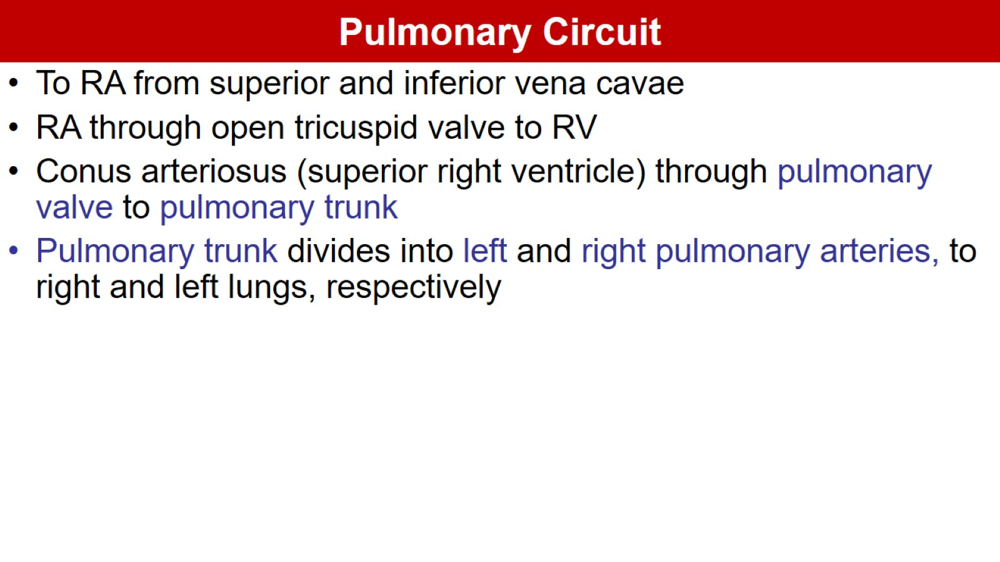 Pulmonary Circuit
• To RA from superior and inferior vena cavae
• RA through open tricuspid valve to RV
• Conus arteriosus (superior right ventricle) through pulmonary
valve to pulmonary trunk
• Pulmonary trunk divides into left and right pulmonary arteries, to
right and left lungs, respectively